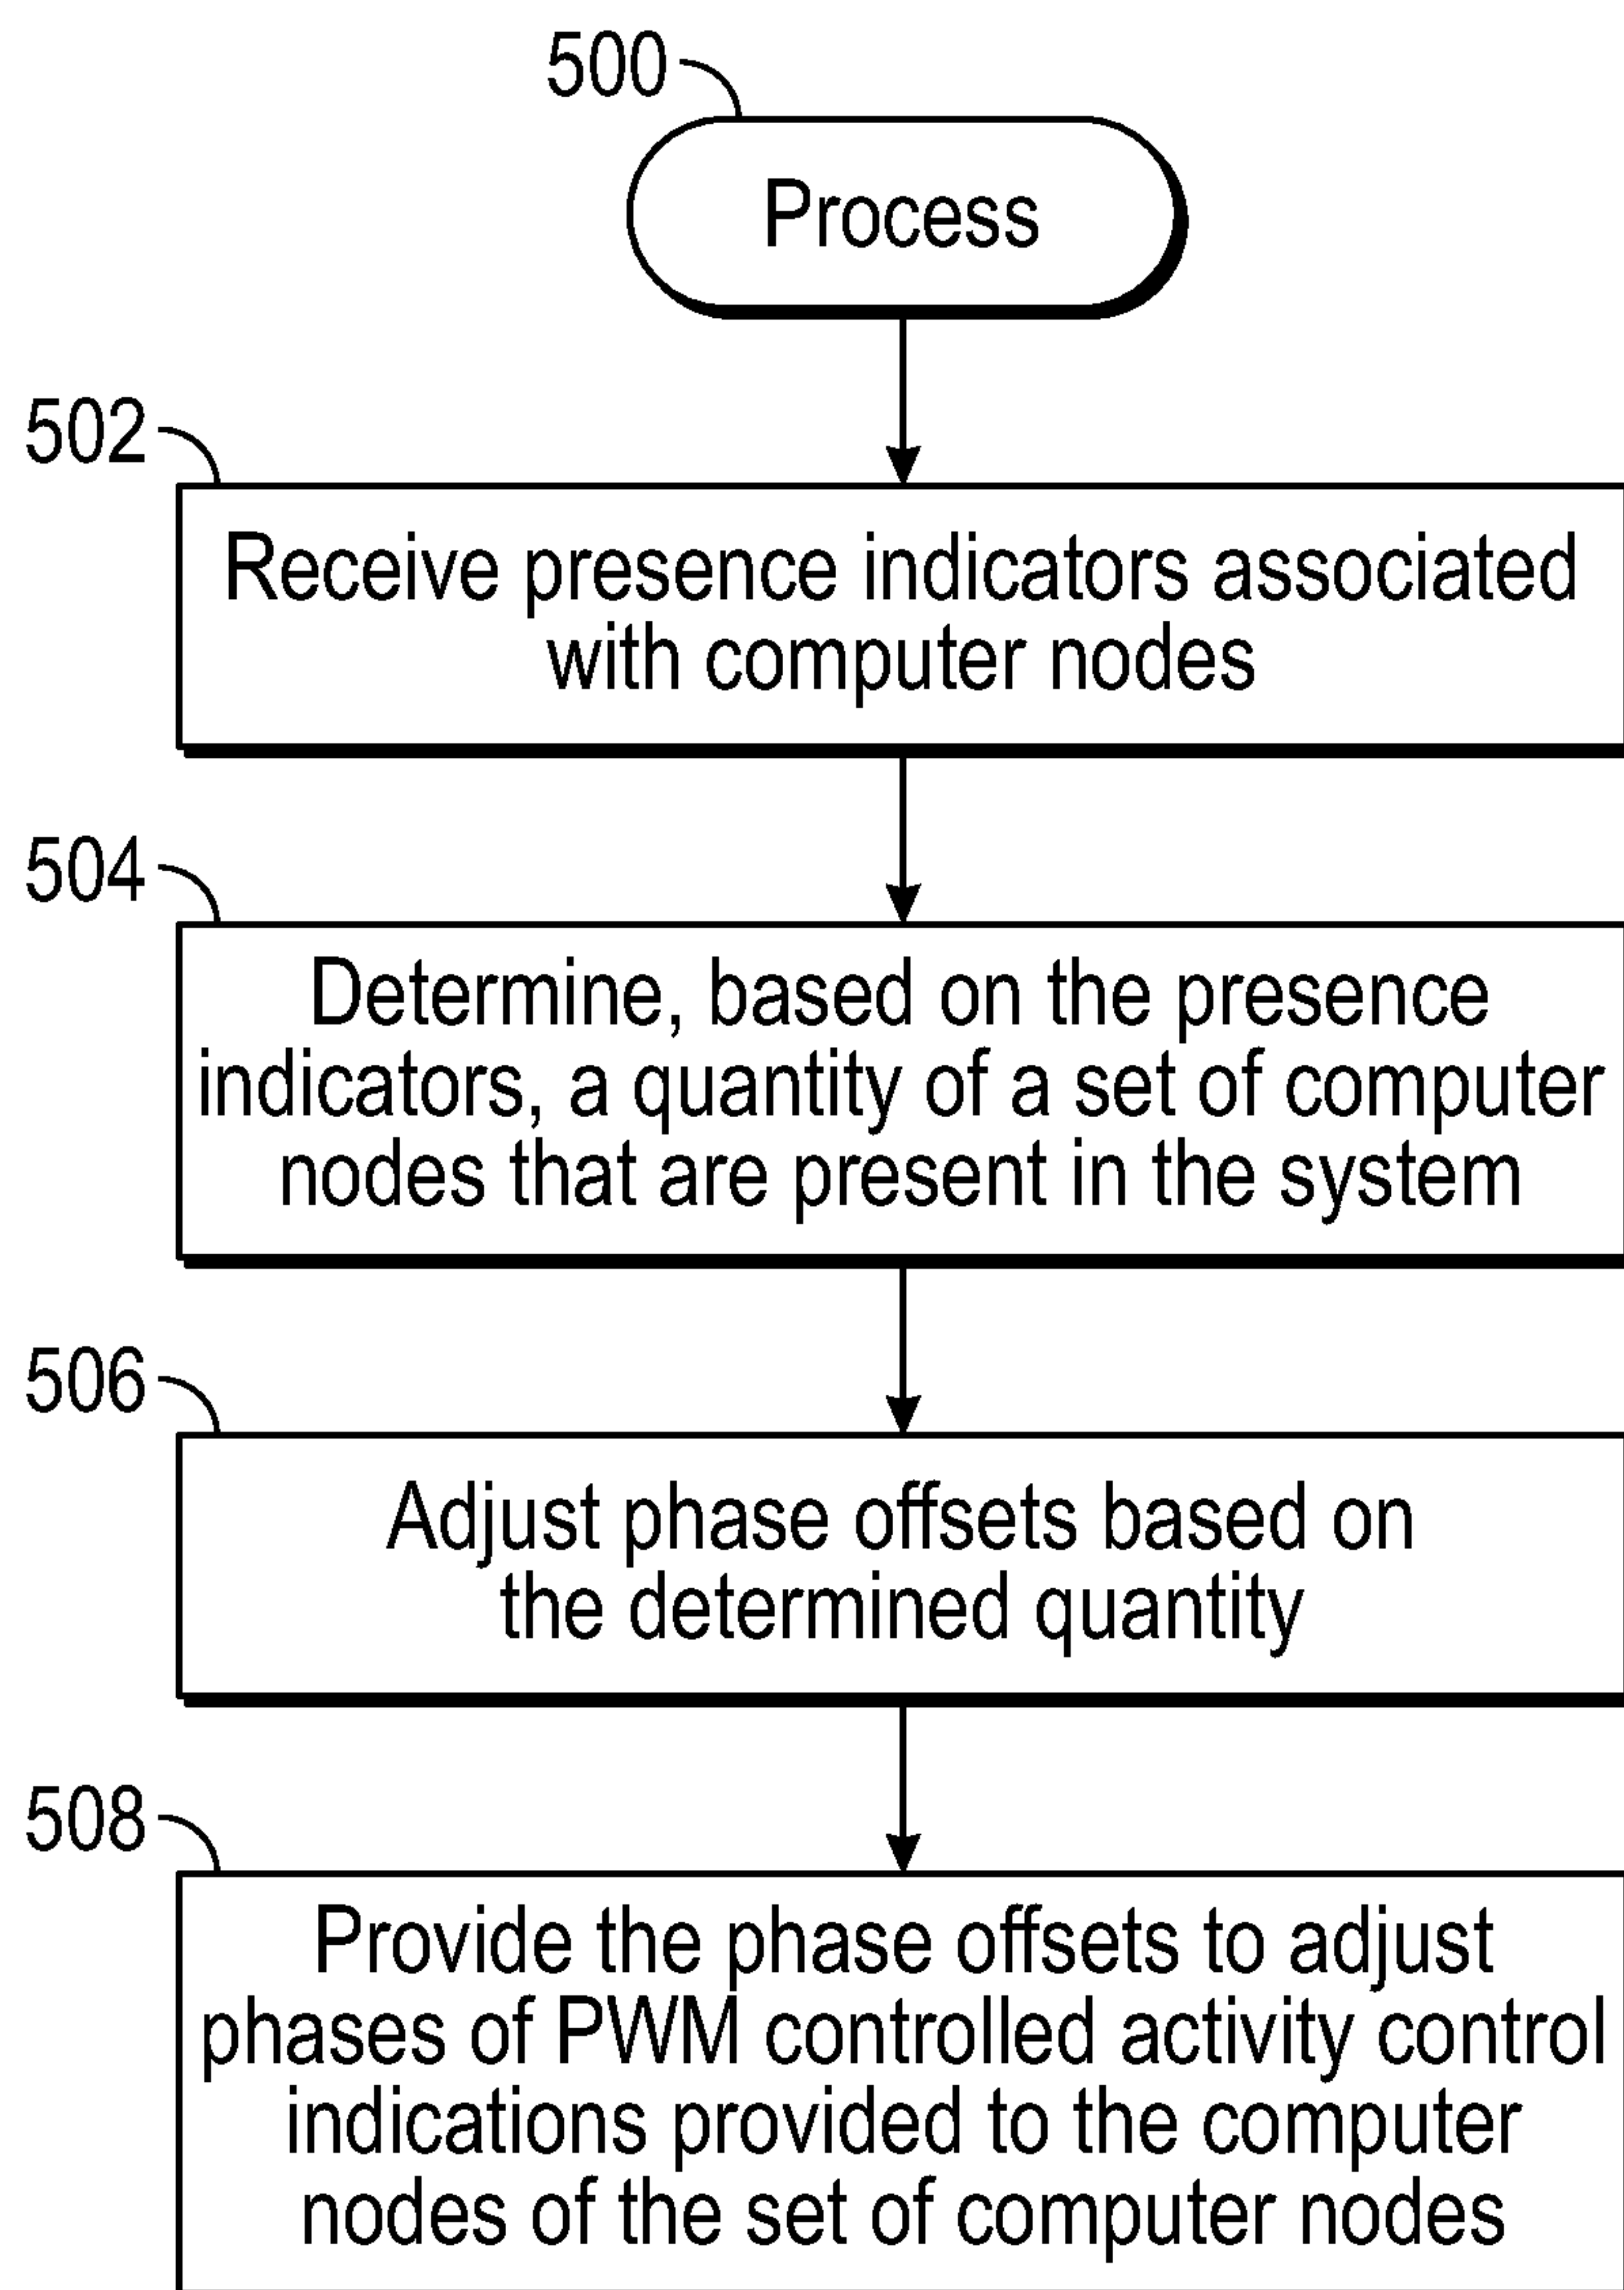 500
Process
502
Receive presence indicators associated
with computer nodes
504
Determine, based on the presence
indicators, a quantity of a set of computer
nodes that are present in the system
506
Adjust phase offsets based on
the determined quantity
508
Provide the phase offsets to adjust
phases of PWM controlled activity control
indications provided to the computer
nodes of the set of computer nodes